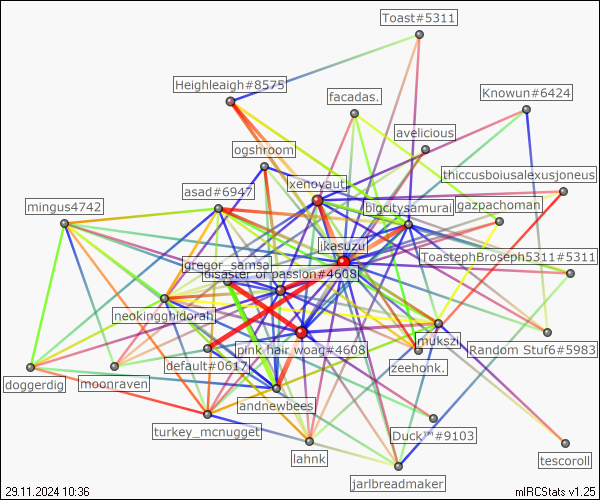 Toast#5311
Heighleaigh#8575
Knowun#6424
facadas.
avelicious
ogshroom
thiccusboiusalexusjoneus
xenoyaut
asad#6947
mingus4742
bigcitysamurai
gazpachoman
ikasuzu
ToastephBroseph5311#5311
gregor_samsa
disaster of passion#4608
neokingghidorah
mukszi
pink hair woag#4608
Random Stuf6#5983
default#0617
zeehonk.
doggerdig
moonraven
andnewbees
turkey_mcnugget
Duck™#9103
lahnk
tescoroll
jarlbreadmaker
29.11.2024 10:36
mIRCStats v1.25